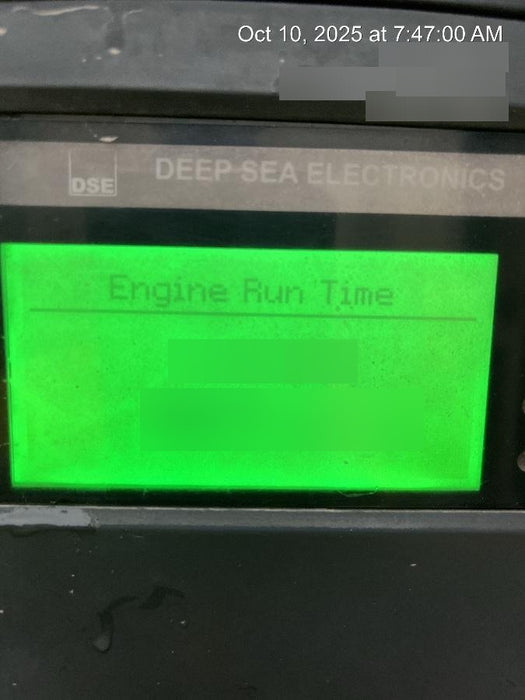 Oct 10, 2025 at 7:47:00 AM
DSE DEEP SEA ELECTRONICS
Engine Run Time